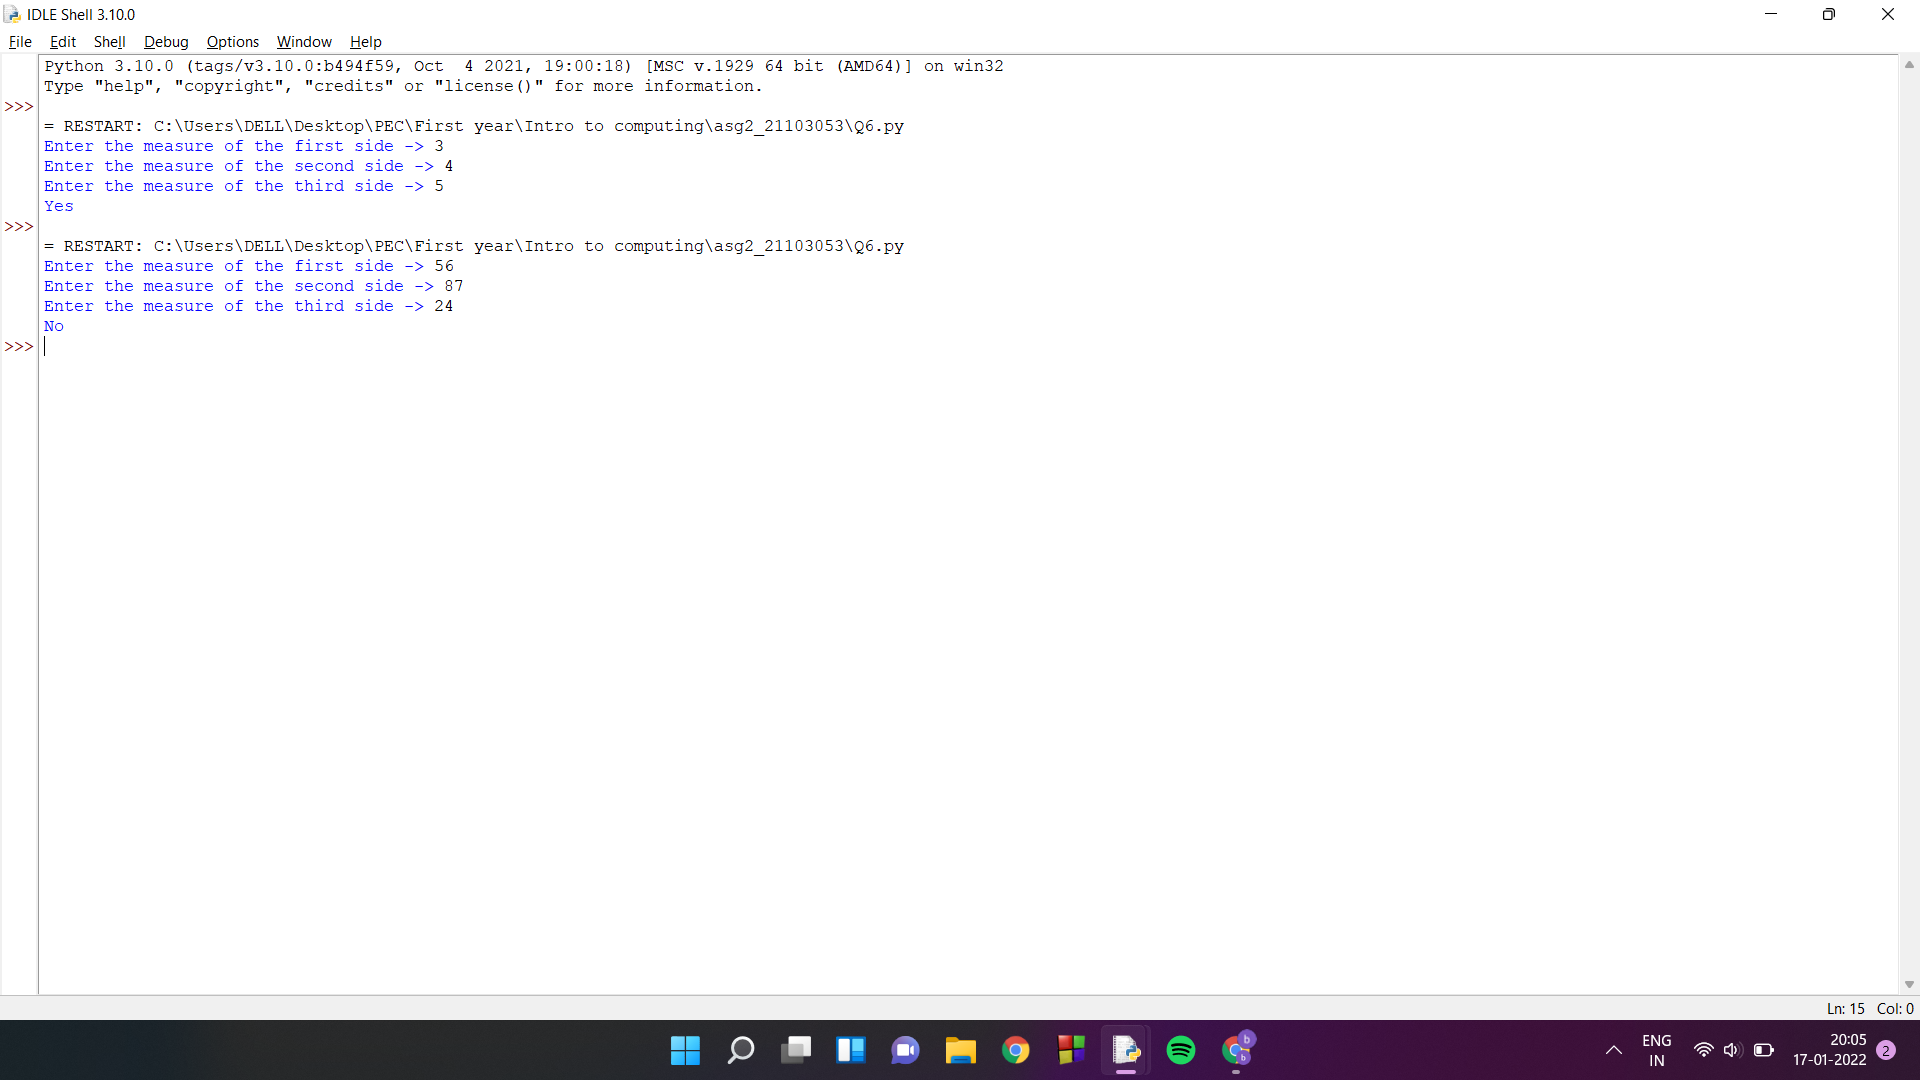 IDLE Shell 3.10.0
File Edit Shell Debug Options Window Help
Python 3.10.0 (tags/v3.10.0:b494f59, Oct  4 2021, 19:00:18) [MSC v.1929 64 bit (AMD64)] on win32
Type "help", "copyright", "credits" or "license()" for more information.
>>>
= RESTART: C:\Users\DELL\Desktop\PEC\First year\Intro to computing\asg2_21103053\Q6.py
Enter the measure of the first side -> 3
Enter the measure of the second side -> 4
Enter the measure of the third side -> 5
Yes
>>>
= RESTART: C:\Users\DELL\Desktop\PEC\First year\Intro to computing\asg2_21103053\Q6.py
Enter the measure of the first side -> 56
Enter the measure of the second side -> 87
Enter the measure of the third side -> 24
No
>>>
Ln: 15 Col: 0
b
b
ENG
IN
20:05
17-01-2022
2